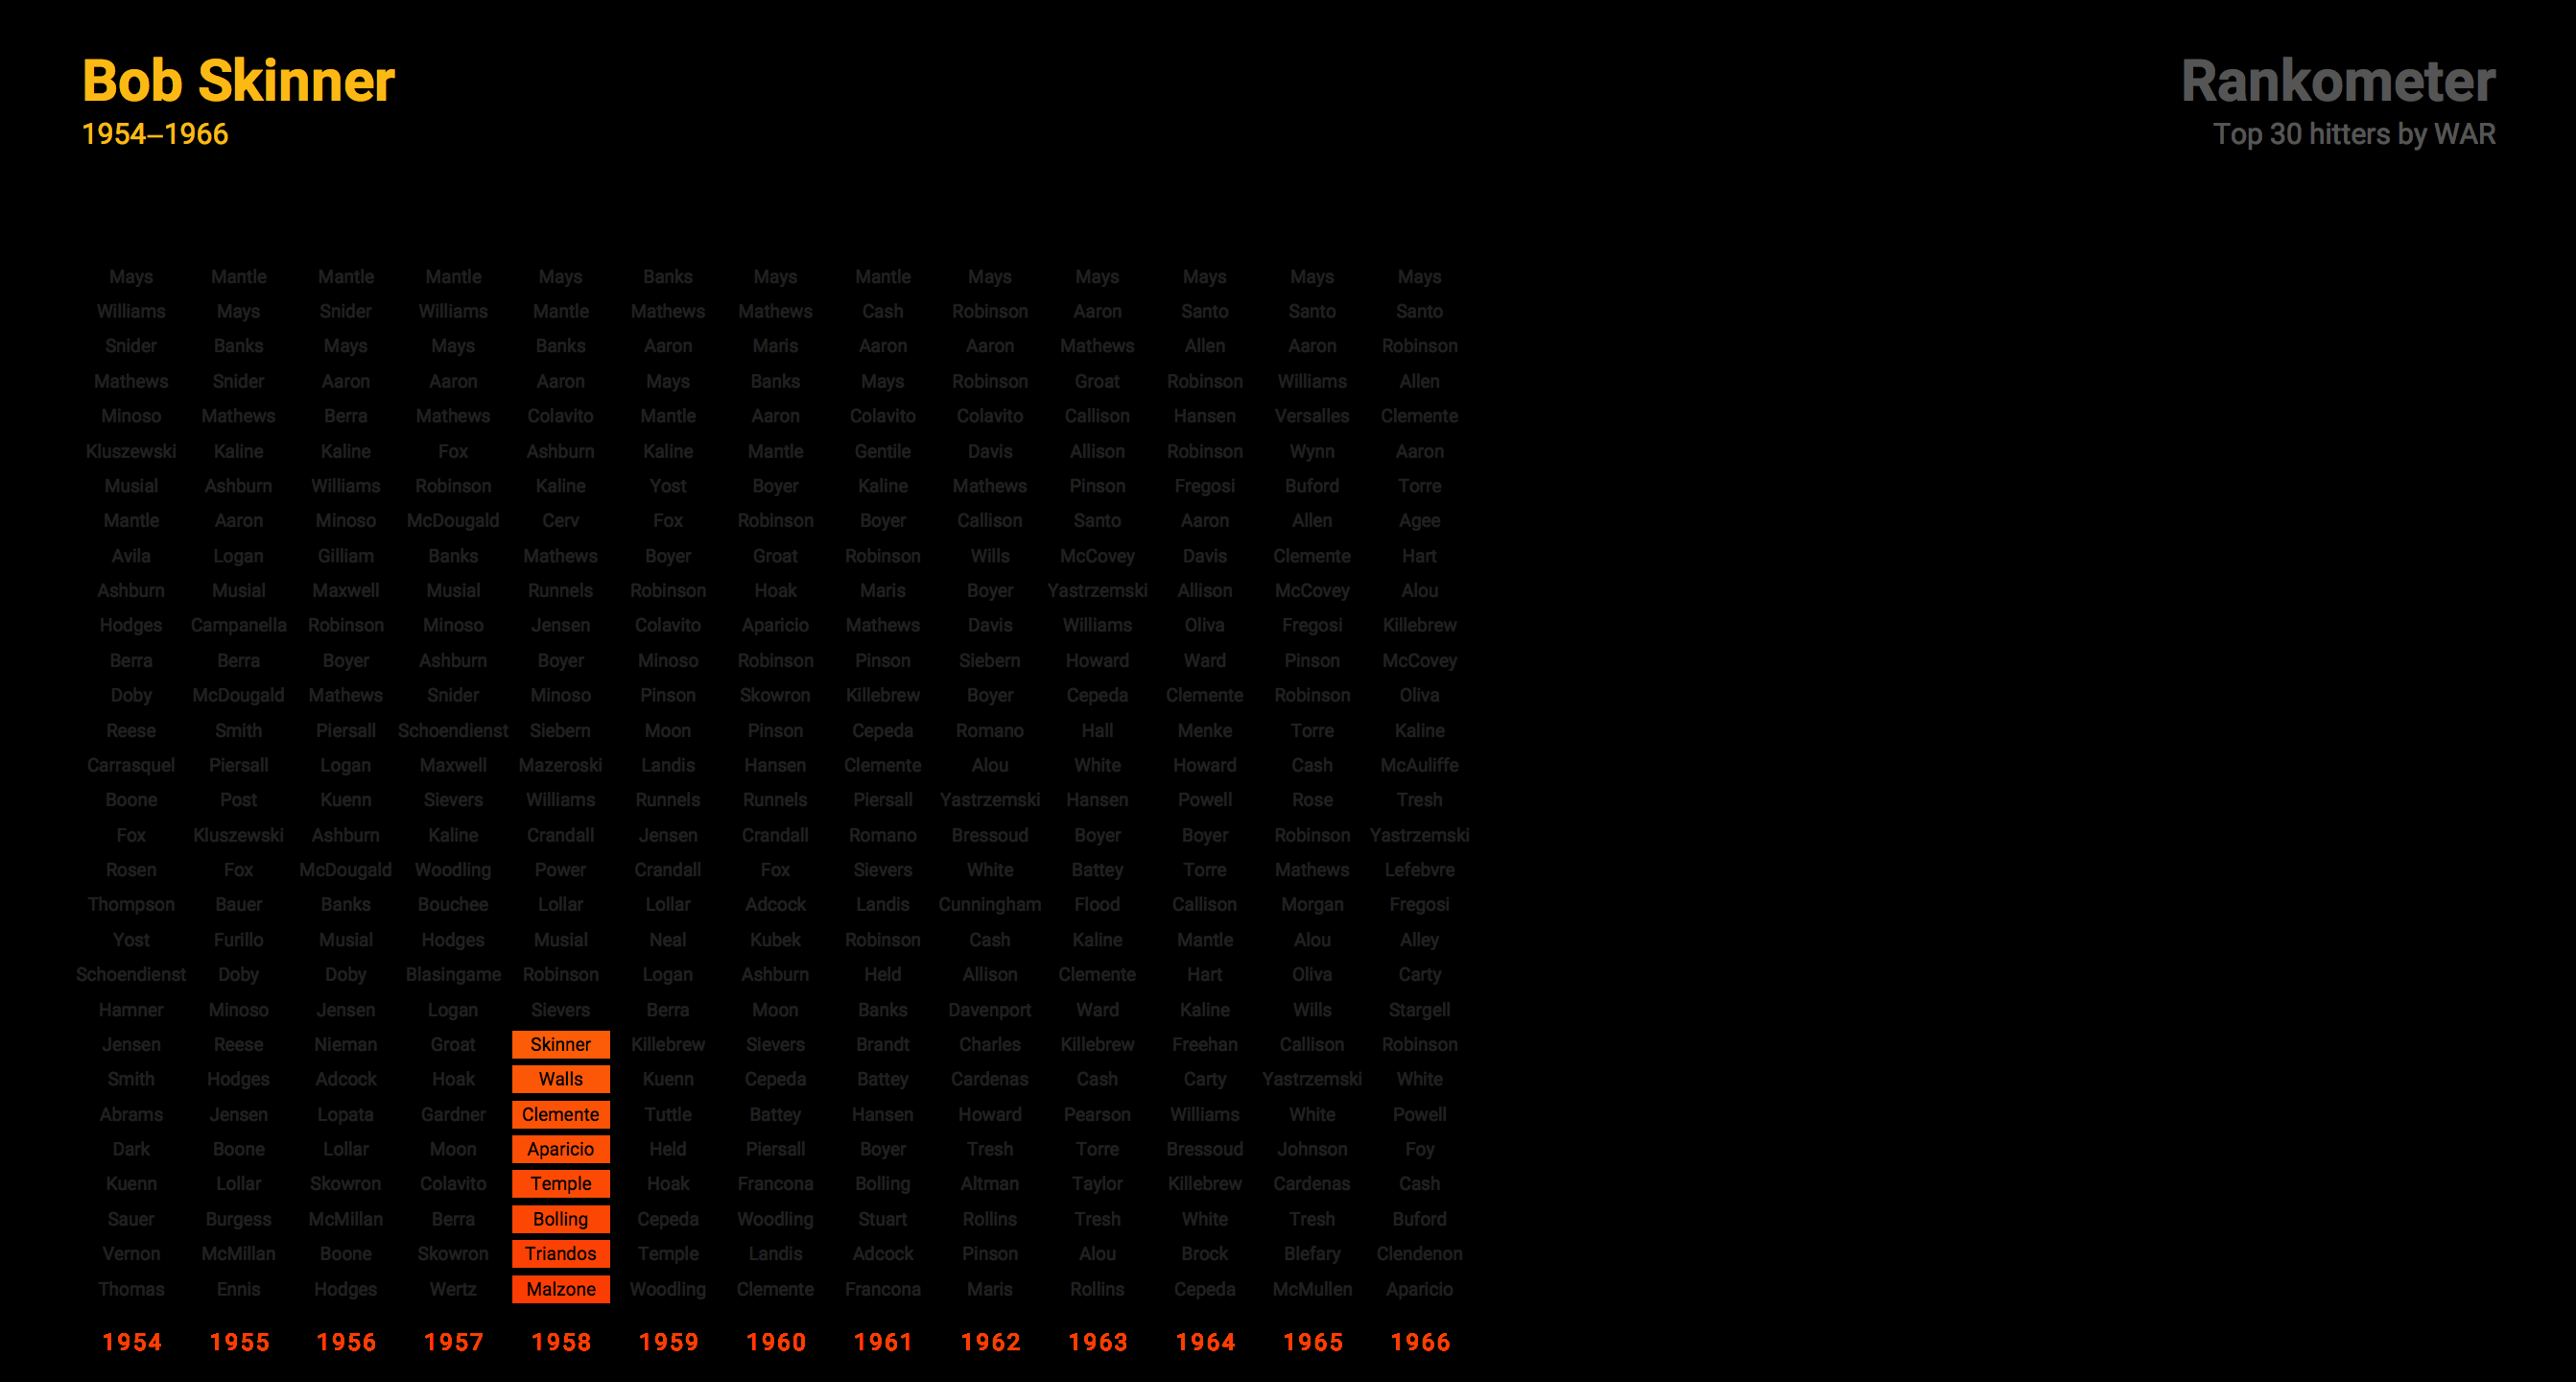 Bob Skinner
1954–1966
Rankometer
Top 30 hitters by WAR
Mays Mantle Mantle Mantle Mays Banks Mays Mantle Mays Mays Mays Mays Mays
Williams Mays Snider Williams Mantle Mathews Mathews Cash Robinson Aaron Santo Santo Santo
Snider Banks Mays Mays Banks Aaron Maris Aaron Aaron Mathews Allen Aaron Robinson
Mathews Snider Aaron Aaron Aaron Mays Banks Mays Robinson Groat Robinson Williams Allen
Minoso Mathews Berra Mathews Colavito Mantle Aaron Colavito Colavito Callison Hansen Versalles Clemente
Kluszewski Kaline Kaline Fox Ashburn Kaline Mantle Gentile Davis Allison Robinson Wynn Aaron
Musial Ashburn Williams Robinson Kaline Yost Boyer Kaline Mathews Pinson Fregosi Buford Torre
Mantle Aaron Minoso McDougald Cerv Fox Robinson Boyer Callison Santo Aaron Allen Agee
Avila Logan Gilliam Banks Mathews Boyer Groat Robinson Wills McCovey Davis Clemente Hart
Ashburn Musial Maxwell Musial Runnels Robinson Hoak Maris Boyer Yastrzemski Allison McCovey Alou
Hodges Campanella Robinson Minoso Jensen Colavito Aparicio Mathews Davis Williams Oliva Fregosi Killebrew
Berra Berra Boyer Ashburn Boyer Minoso Robinson Pinson Siebern Howard Ward Pinson McCovey
Doby McDougald Mathews Snider Minoso Pinson Skowron Killebrew Boyer Cepeda Clemente Robinson Oliva
Reese Smith Piersall Schoendienst Siebern Moon Pinson Cepeda Romano Hall Menke Torre Kaline
Carrasquel Piersall Logan Maxwell Mazeroski Landis Hansen Clemente Alou White Howard Cash McAuliffe
Boone Post Kuenn Sievers Williams Runnels Runnels Piersall Yastrzemski Hansen Powell Rose Tresh
Fox Kluszewski Ashburn Kaline Crandall Jensen Crandall Romano Bressoud Boyer Boyer Robinson Yastrzemski
Rosen Fox McDougald Woodling Power Crandall Fox Sievers White Battey Torre Mathews Lefebvre
Thompson Bauer Banks Bouchee Lollar Lollar Adcock Landis Cunningham Flood Callison Morgan Fregosi
Yost Furillo Musial Hodges Musial Neal Kubek Robinson Cash Kaline Mantle Alou Alley
Schoendienst Doby Doby Blasingame Robinson Logan Ashburn Held Allison Clemente Hart Oliva Carty
Hamner Minoso Jensen Logan Sievers Berra Moon Banks Davenport Ward Kaline Wills Stargell
Jensen Reese Nieman Groat Skinner Killebrew Sievers Brandt Charles Killebrew Freehan Callison Robinson
Smith Hodges Adcock Hoak Walls Kuenn Cepeda Battey Cardenas Cash Carty Yastrzemski White
Abrams Jensen Lopata Gardner Clemente Tuttle Battey Hansen Howard Pearson Williams White Powell
Dark Boone Lollar Moon Aparicio Held Piersall Boyer Tresh Torre Bressoud Johnson Foy
Kuenn Lollar Skowron Colavito Temple Hoak Francona Bolling Altman Taylor Killebrew Cardenas Cash
Sauer Burgess McMillan Berra Bolling Cepeda Woodling Stuart Rollins Tresh White Tresh Buford
Vernon McMillan Boone Skowron Triandos Temple Landis Adcock Pinson Alou Brock Blefary Clendenon
Thomas Ennis Hodges Wertz Malzone Woodling Clemente Francona Maris Rollins Cepeda McMullen Aparicio
1954 1955 1956 1957 1958 1959 1960 1961 1962 1963 1964 1965 1966